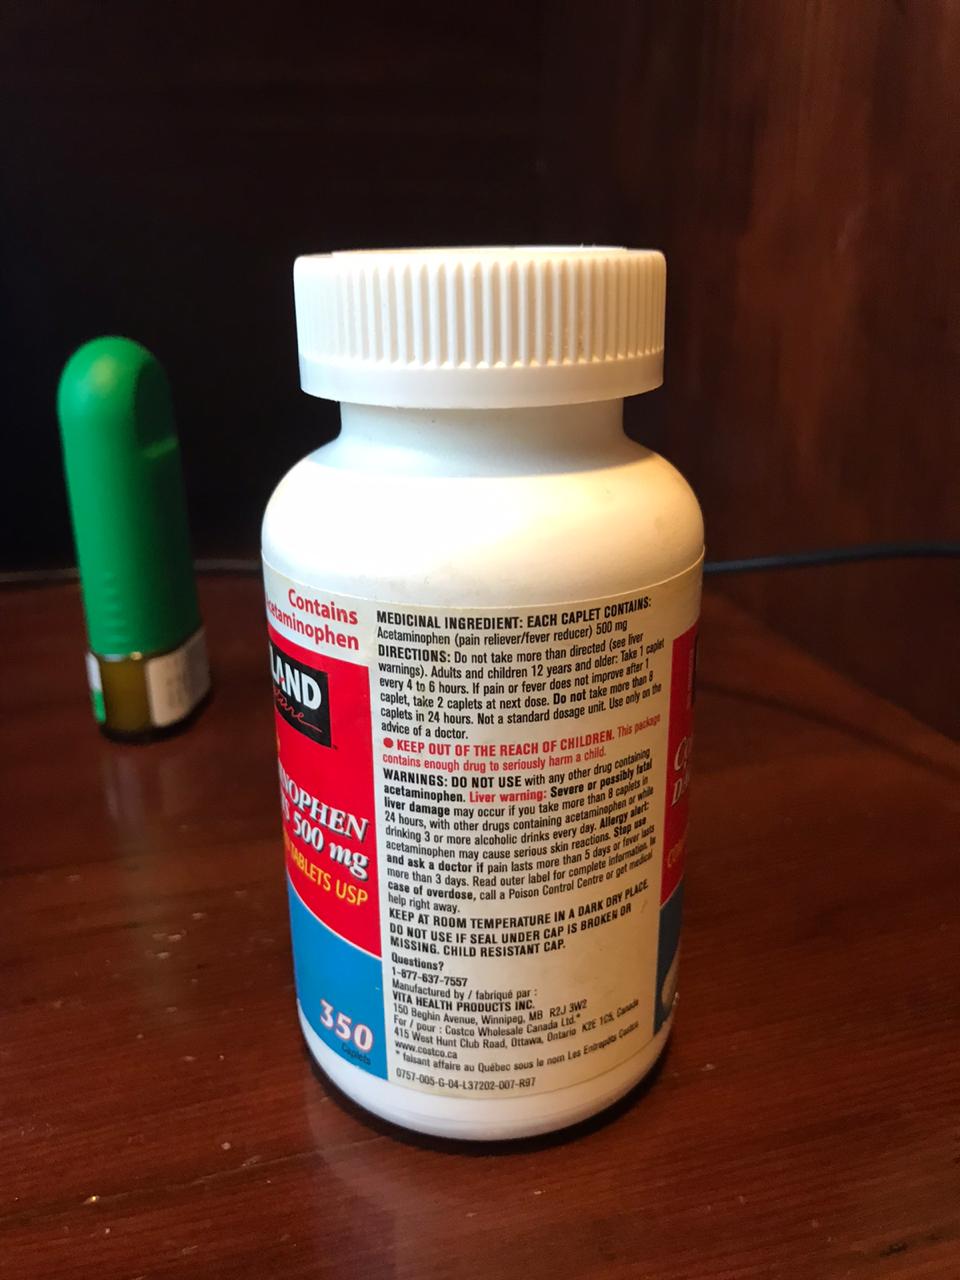 Contains
acetaminophen
LAND
care
NOPHEN
500 mg
TABLETS USP
350
Caplets
MEDICINAL INGREDIENT: EACH CAPLET CONTAINS:
Acetaminophen (pain reliever/fever reducer) 500 mg
DIRECTIONS: Do not take more than directed (see liver
warnings). Adults and children 12 years and older: Take 1 caplet
every 4 to 6 hours. If pain or fever does not improve after 1
caplet, take 2 caplets at next dose. Do not take more than 8
caplets in 24 hours. Not a standard dosage unit. Use only on the
advice of a doctor.
● KEEP OUT OF THE REACH OF CHILDREN. This package
contains enough drug to seriously harm a child.
WARNINGS: DO NOT USE with any other drug containing
acetaminophen. Liver warning: Severe or possibly fatal
liver damage may occur if you take more than 8 caplets in
24 hours, with other drugs containing acetaminophen or while
drinking 3 or more alcoholic drinks every day. Allergy alert:
acetaminophen may cause serious skin reactions. Stop use
and ask a doctor if pain lasts more than 5 days or fever lasts
more than 3 days. Read outer label for complete information. In
case of overdose, call a Poison Control Centre or get medical
help right away.
KEEP AT ROOM TEMPERATURE IN A DARK DRY PLACE.
DO NOT USE IF SEAL UNDER CAP IS BROKEN OR
MISSING. CHILD RESISTANT CAP.
Questions?
1-877-637-7557
Manufactured by / fabriqué par :
VITA HEALTH PRODUCTS INC.
150 Beghin Avenue, Winnipeg, MB R2J 3W2
For / pour : Costco Wholesale Canada Ltd.*
415 West Hunt Club Road, Ottawa, Ontario K2E 1C5, Canada
www.costco.ca
* faisant affaire au Québec sous le nom Les Entrepôts Costco
0757-005-G-04-L37202-007-R97